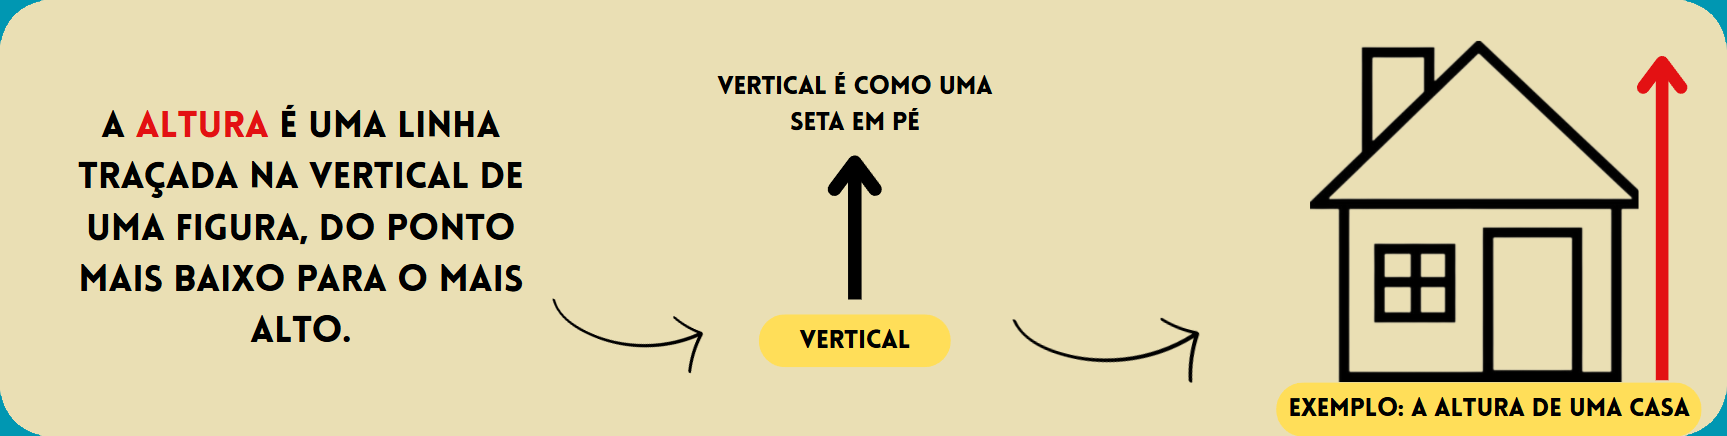 A ALTURA É UMA LINHA
TRAÇADA NA VERTICAL DE
UMA FIGURA, DO PONTO
MAIS BAIXO PARA O MAIS
ALTO.
VERTICAL É COMO UMA
SETA EM PÉ
VERTICAL
EXEMPLO: A ALTURA DE UMA CASA